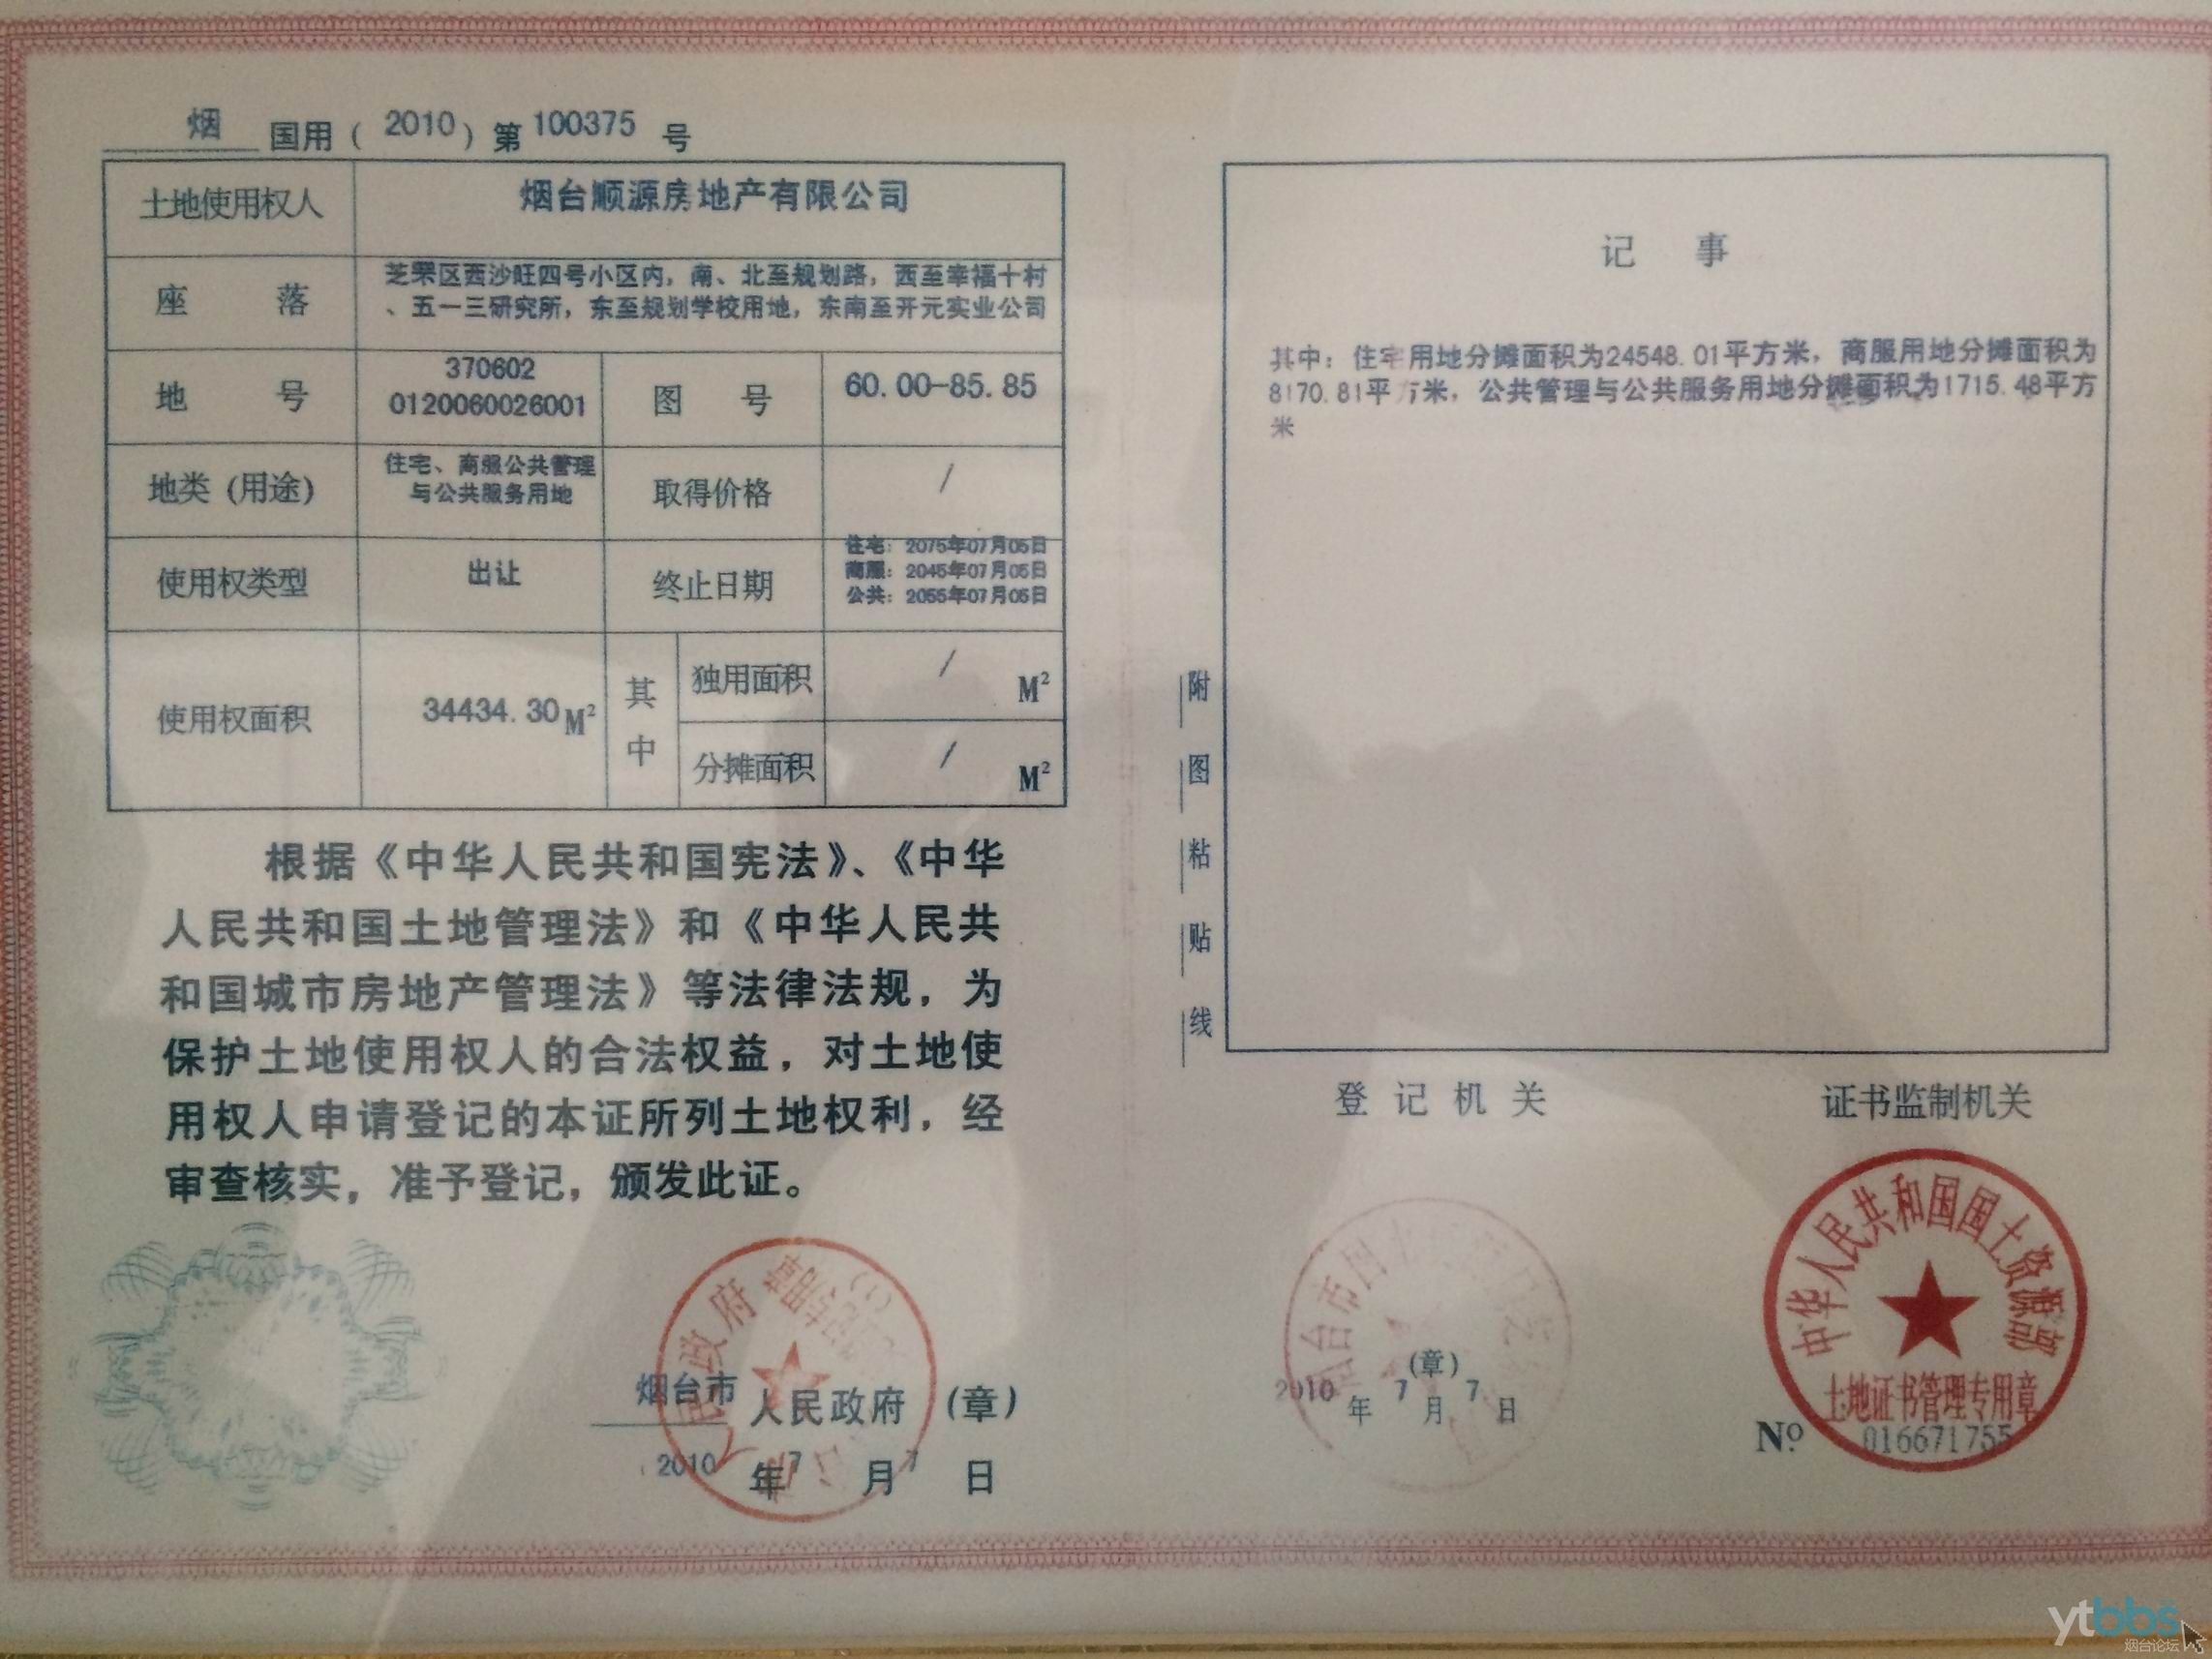 烟 国用（2010）第 100375 号
土地使用权人 烟台顺源房地产有限公司
座 落 芝罘区西沙旺四号小区内，南、北至规划路，西至幸福十村
、五一三研究所，东至规划学校用地，东南至开元实业公司
地 号 370602
0120060026001 图 号 60.00-85.85
地类（用途） 住宅、商服公共管理
与公共服务用地 取得价格 /
使用权类型 出让 终止日期 住宅：2075年07月05日
商服：2045年07月05日
公共：2055年07月05日
使用权面积 34434.30 M²
其中 独用面积 / M²
分摊面积 / M²
根据《中华人民共和国宪法》、《中华
人民共和国土地管理法》和《中华人民共
和国城市房地产管理法》等法律法规，为
保护土地使用权人的合法权益，对土地使
用权人申请登记的本证所列土地权利，经
审查核实，准予登记，颁发此证。
烟台市 人民政府 （章）
2010 年 7 月 7 日
附图粘贴线
记 事
其中：住宅用地分摊面积为24548.01平方米，商服用地分摊面积为
8170.81平方米，公共管理与公共服务用地分摊面积为1715.48平方
米
登记机关
烟台市国土
（章）
2010 年 7 月 7 日
证书监制机关
中华人民共和国国土资源部
土地证书管理专用章
Nº 016671755
ytbbs
烟台论坛